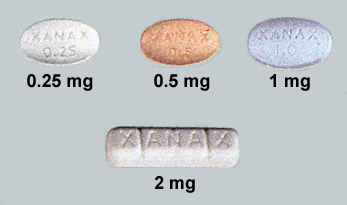 XANAX
0.25
XANAX
0.5
XANAX
1.0
0.25 mg
0.5 mg
1 mg
XANAX
2 mg